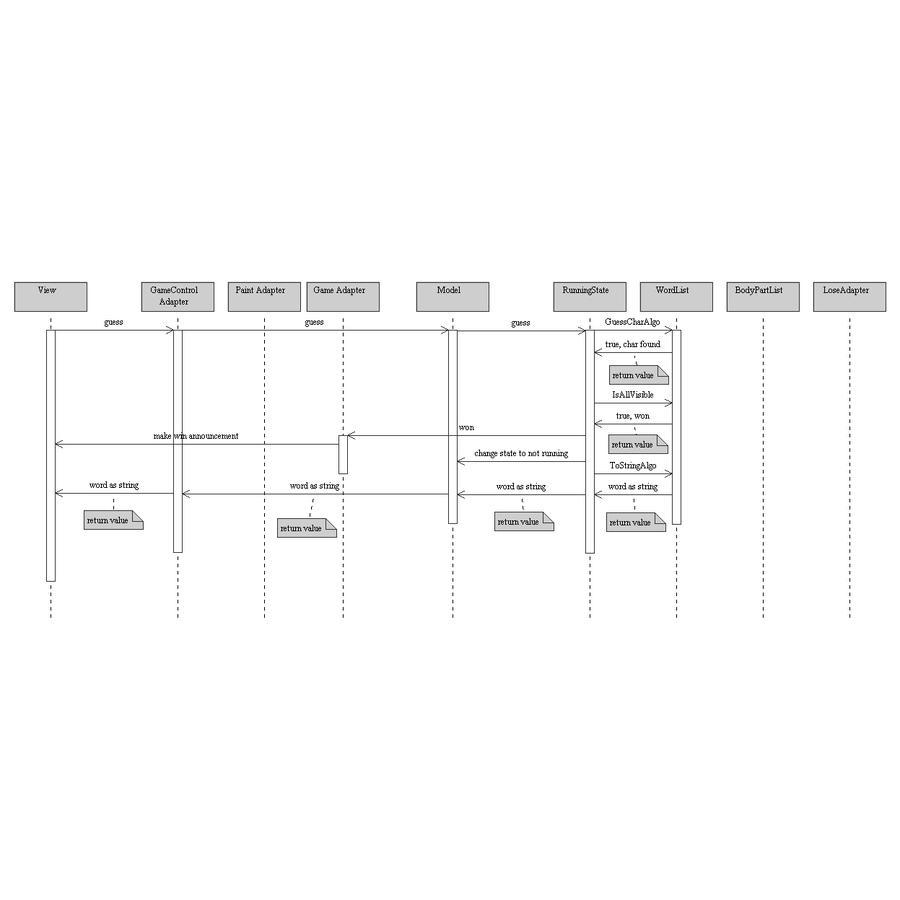 View
GameControl
Adapter
Paint Adapter
Game Adapter
Model
RunningState
WordList
BodyPartList
LoseAdapter
guess
guess
guess
GuessCharAlgo
true, char found
return value
IsAllVisible
true, won
won
make win announcement
return value
change state to not running
ToStringAlgo
word as string
word as string
word as string
word as string
return value
return value
return value
return value